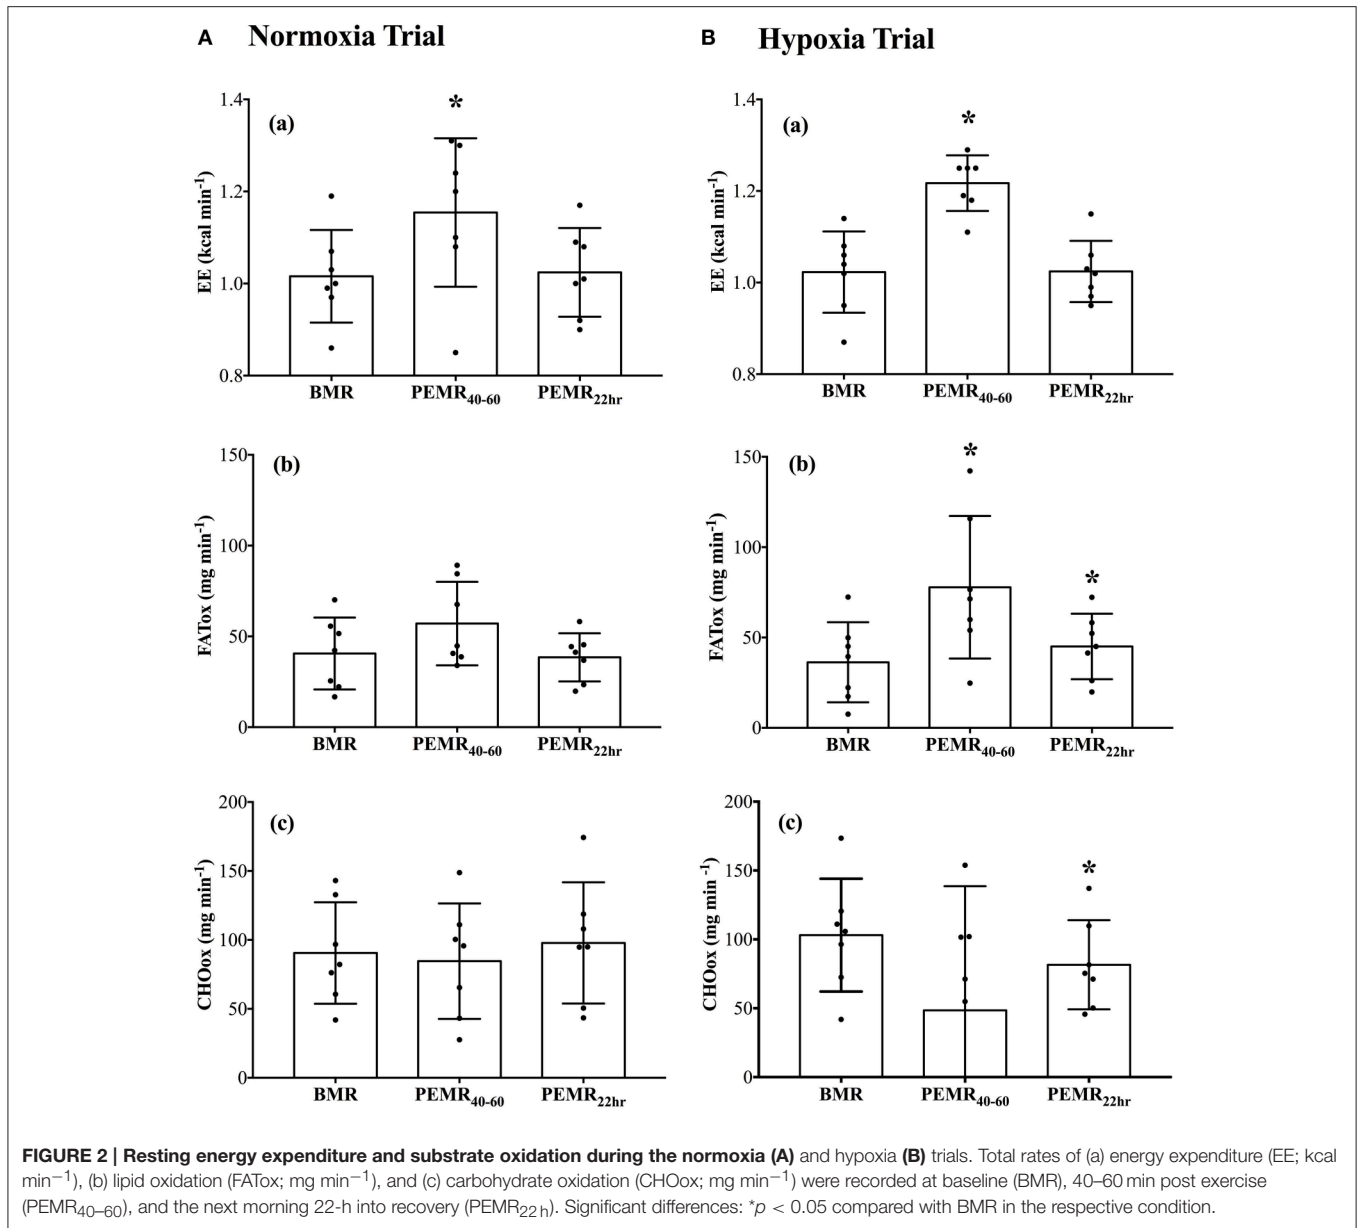 A Normoxia Trial
B Hypoxia Trial
(a)
EE (kcal min⁻¹)
1.4
1.2
1.0
0.8
*
BMR PEMR₄₀₋₆₀ PEMR₂₂ₕᵣ
(a)
EE (kcal min⁻¹)
1.4
1.2
1.0
0.8
*
BMR PEMR₄₀₋₆₀ PEMR₂₂ₕᵣ
(b)
FATox (mg min⁻¹)
150
100
50
0
BMR PEMR₄₀₋₆₀ PEMR₂₂ₕᵣ
(b)
FATox (mg min⁻¹)
150
100
50
0
*
*
BMR PEMR₄₀₋₆₀ PEMR₂₂ₕᵣ
(c)
CHOox (mg min⁻¹)
200
150
100
50
0
BMR PEMR₄₀₋₆₀ PEMR₂₂ₕᵣ
(c)
CHOox (mg min⁻¹)
200
150
100
50
0
*
BMR PEMR₄₀₋₆₀ PEMR₂₂ₕᵣ
FIGURE 2 | Resting energy expenditure and substrate oxidation during the normoxia (A) and hypoxia (B) trials. Total rates of (a) energy expenditure (EE; kcal
min⁻¹), (b) lipid oxidation (FATox; mg min⁻¹), and (c) carbohydrate oxidation (CHOox; mg min⁻¹) were recorded at baseline (BMR), 40–60 min post exercise
(PEMR₄₀₋₆₀), and the next morning 22-h into recovery (PEMR₂₂ ₕ). Significant differences: *p < 0.05 compared with BMR in the respective condition.